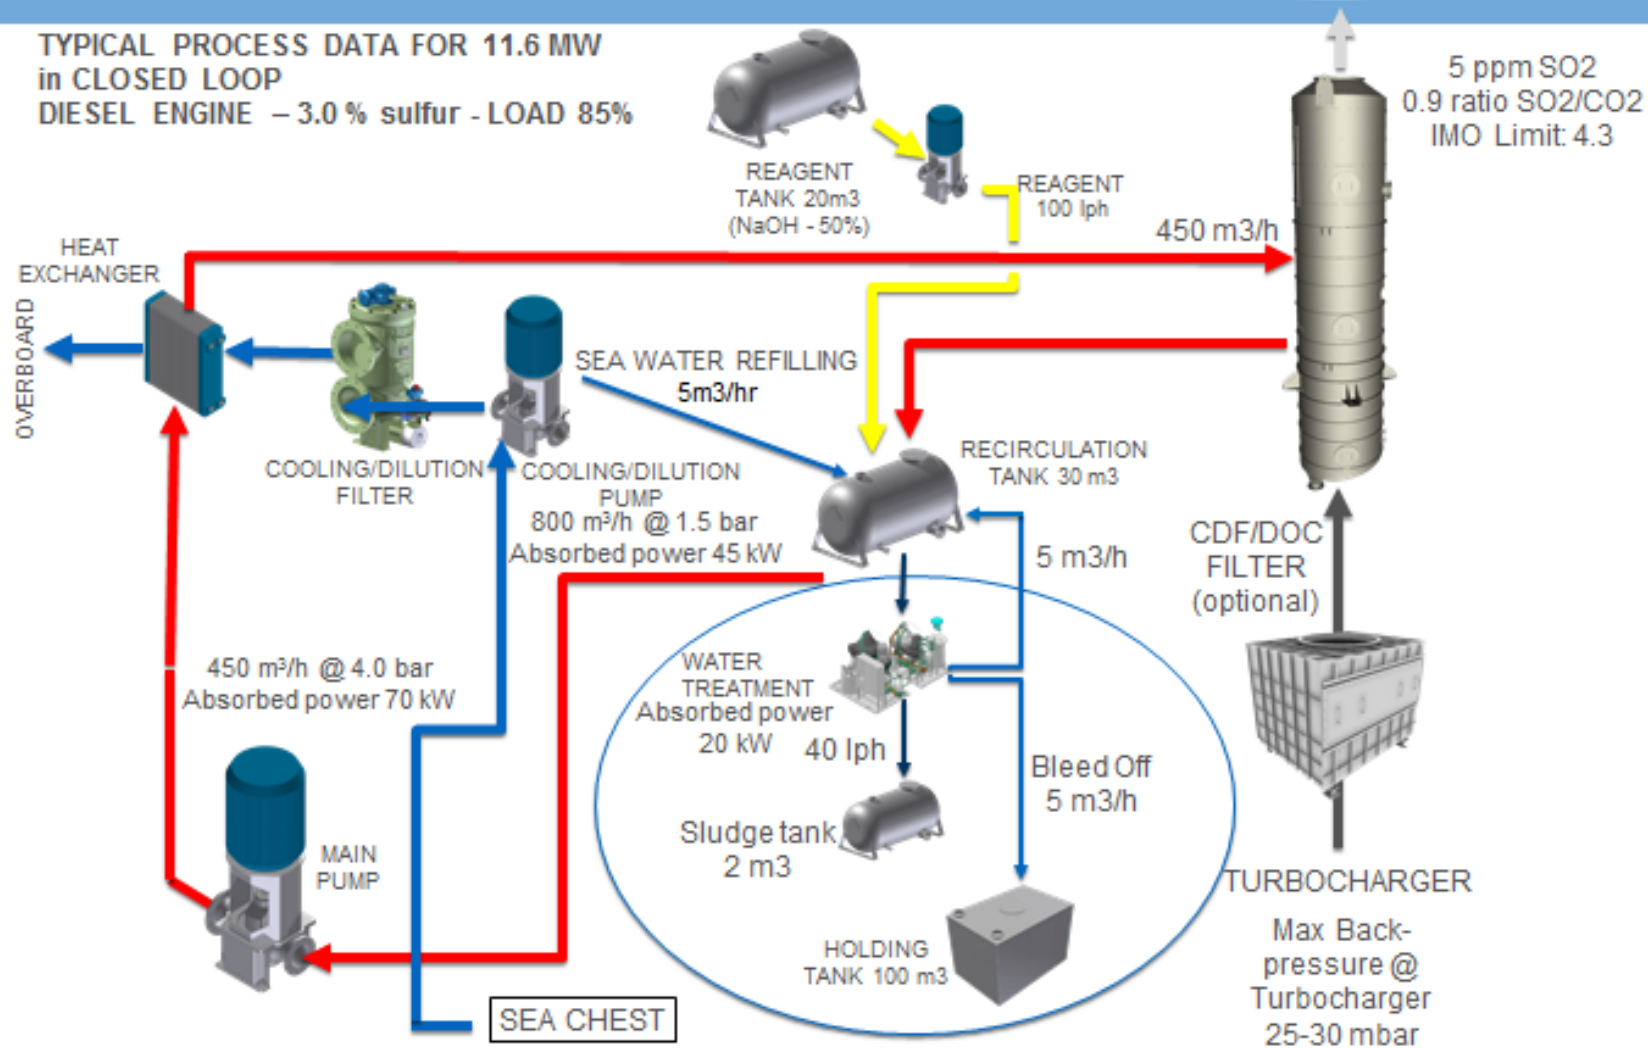 TYPICAL PROCESS DATA FOR 11.6 MW
in CLOSED LOOP
DIESEL ENGINE – 3.0 % sulfur - LOAD 85%
5 ppm SO2
0.9 ratio SO2/CO2
IMO Limit: 4.3
REAGENT
TANK 20m3
(NaOH - 50%)
REAGENT
100 lph
450 m3/h
HEAT
EXCHANGER
OVERBOARD
SEA WATER REFILLING
5m3/hr
COOLING/DILUTION
FILTER
COOLING/DILUTION
PUMP
800 m³/h @ 1.5 bar
Absorbed power 45 kW
RECIRCULATION
TANK 30 m3
CDF/DOC
FILTER
(optional)
5 m3/h
450 m³/h @ 4.0 bar
Absorbed power 70 kW
WATER
TREATMENT
Absorbed power
20 kW
40 lph
Bleed Off
5 m3/h
Sludge tank
2 m3
MAIN
PUMP
HOLDING
TANK 100 m3
SEA CHEST
TURBOCHARGER
Max Back-
pressure @
Turbocharger
25-30 mbar